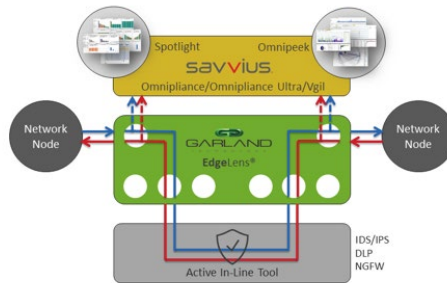 Spotlight
Omnipeek
savvius.
Omnipliance/Omnipliance Ultra/Vgil
Network
Node
GARLAND
EdgeLens®
Network
Node
IDS/IPS
DLP
NGFW
Active In-Line Tool